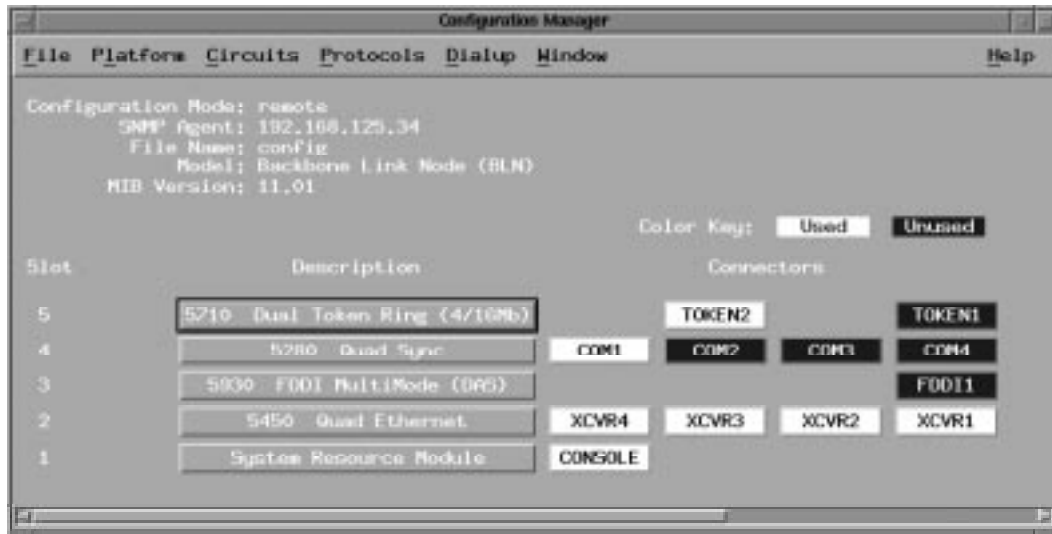 Configuration Manager
File Platform Circuits Protocols Dialup Window Help
Configuration Mode: remote
SNMP Agent: 192.168.125.34
File Name: config
Model: Backbone Link Node (BLN)
MIB Version: 11.01
Color Key: Used Unused
Slot Description Connectors
5 5710 Dual Token Ring (4/16Mb) TOKEN2 TOKEN1
4 5280 Quad Sync COM1 COM2 COM3 COM4
3 5930 FDDI MultiMode (DAS) FDDI1
2 5450 Quad Ethernet XCVR4 XCVR3 XCVR2 XCVR1
1 System Resource Module CONSOLE